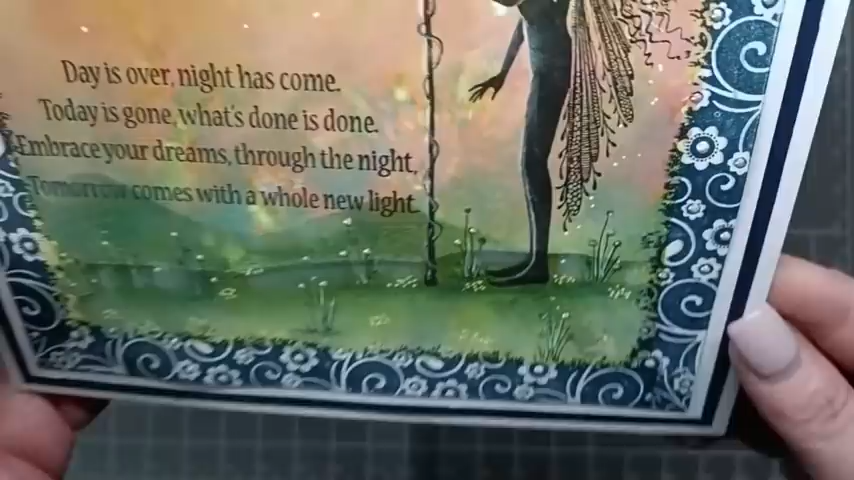 Day is over, night has come.
Today is gone, what's done is done.
Embrace your dreams, through the night,
Tomorrow comes with a whole new light.